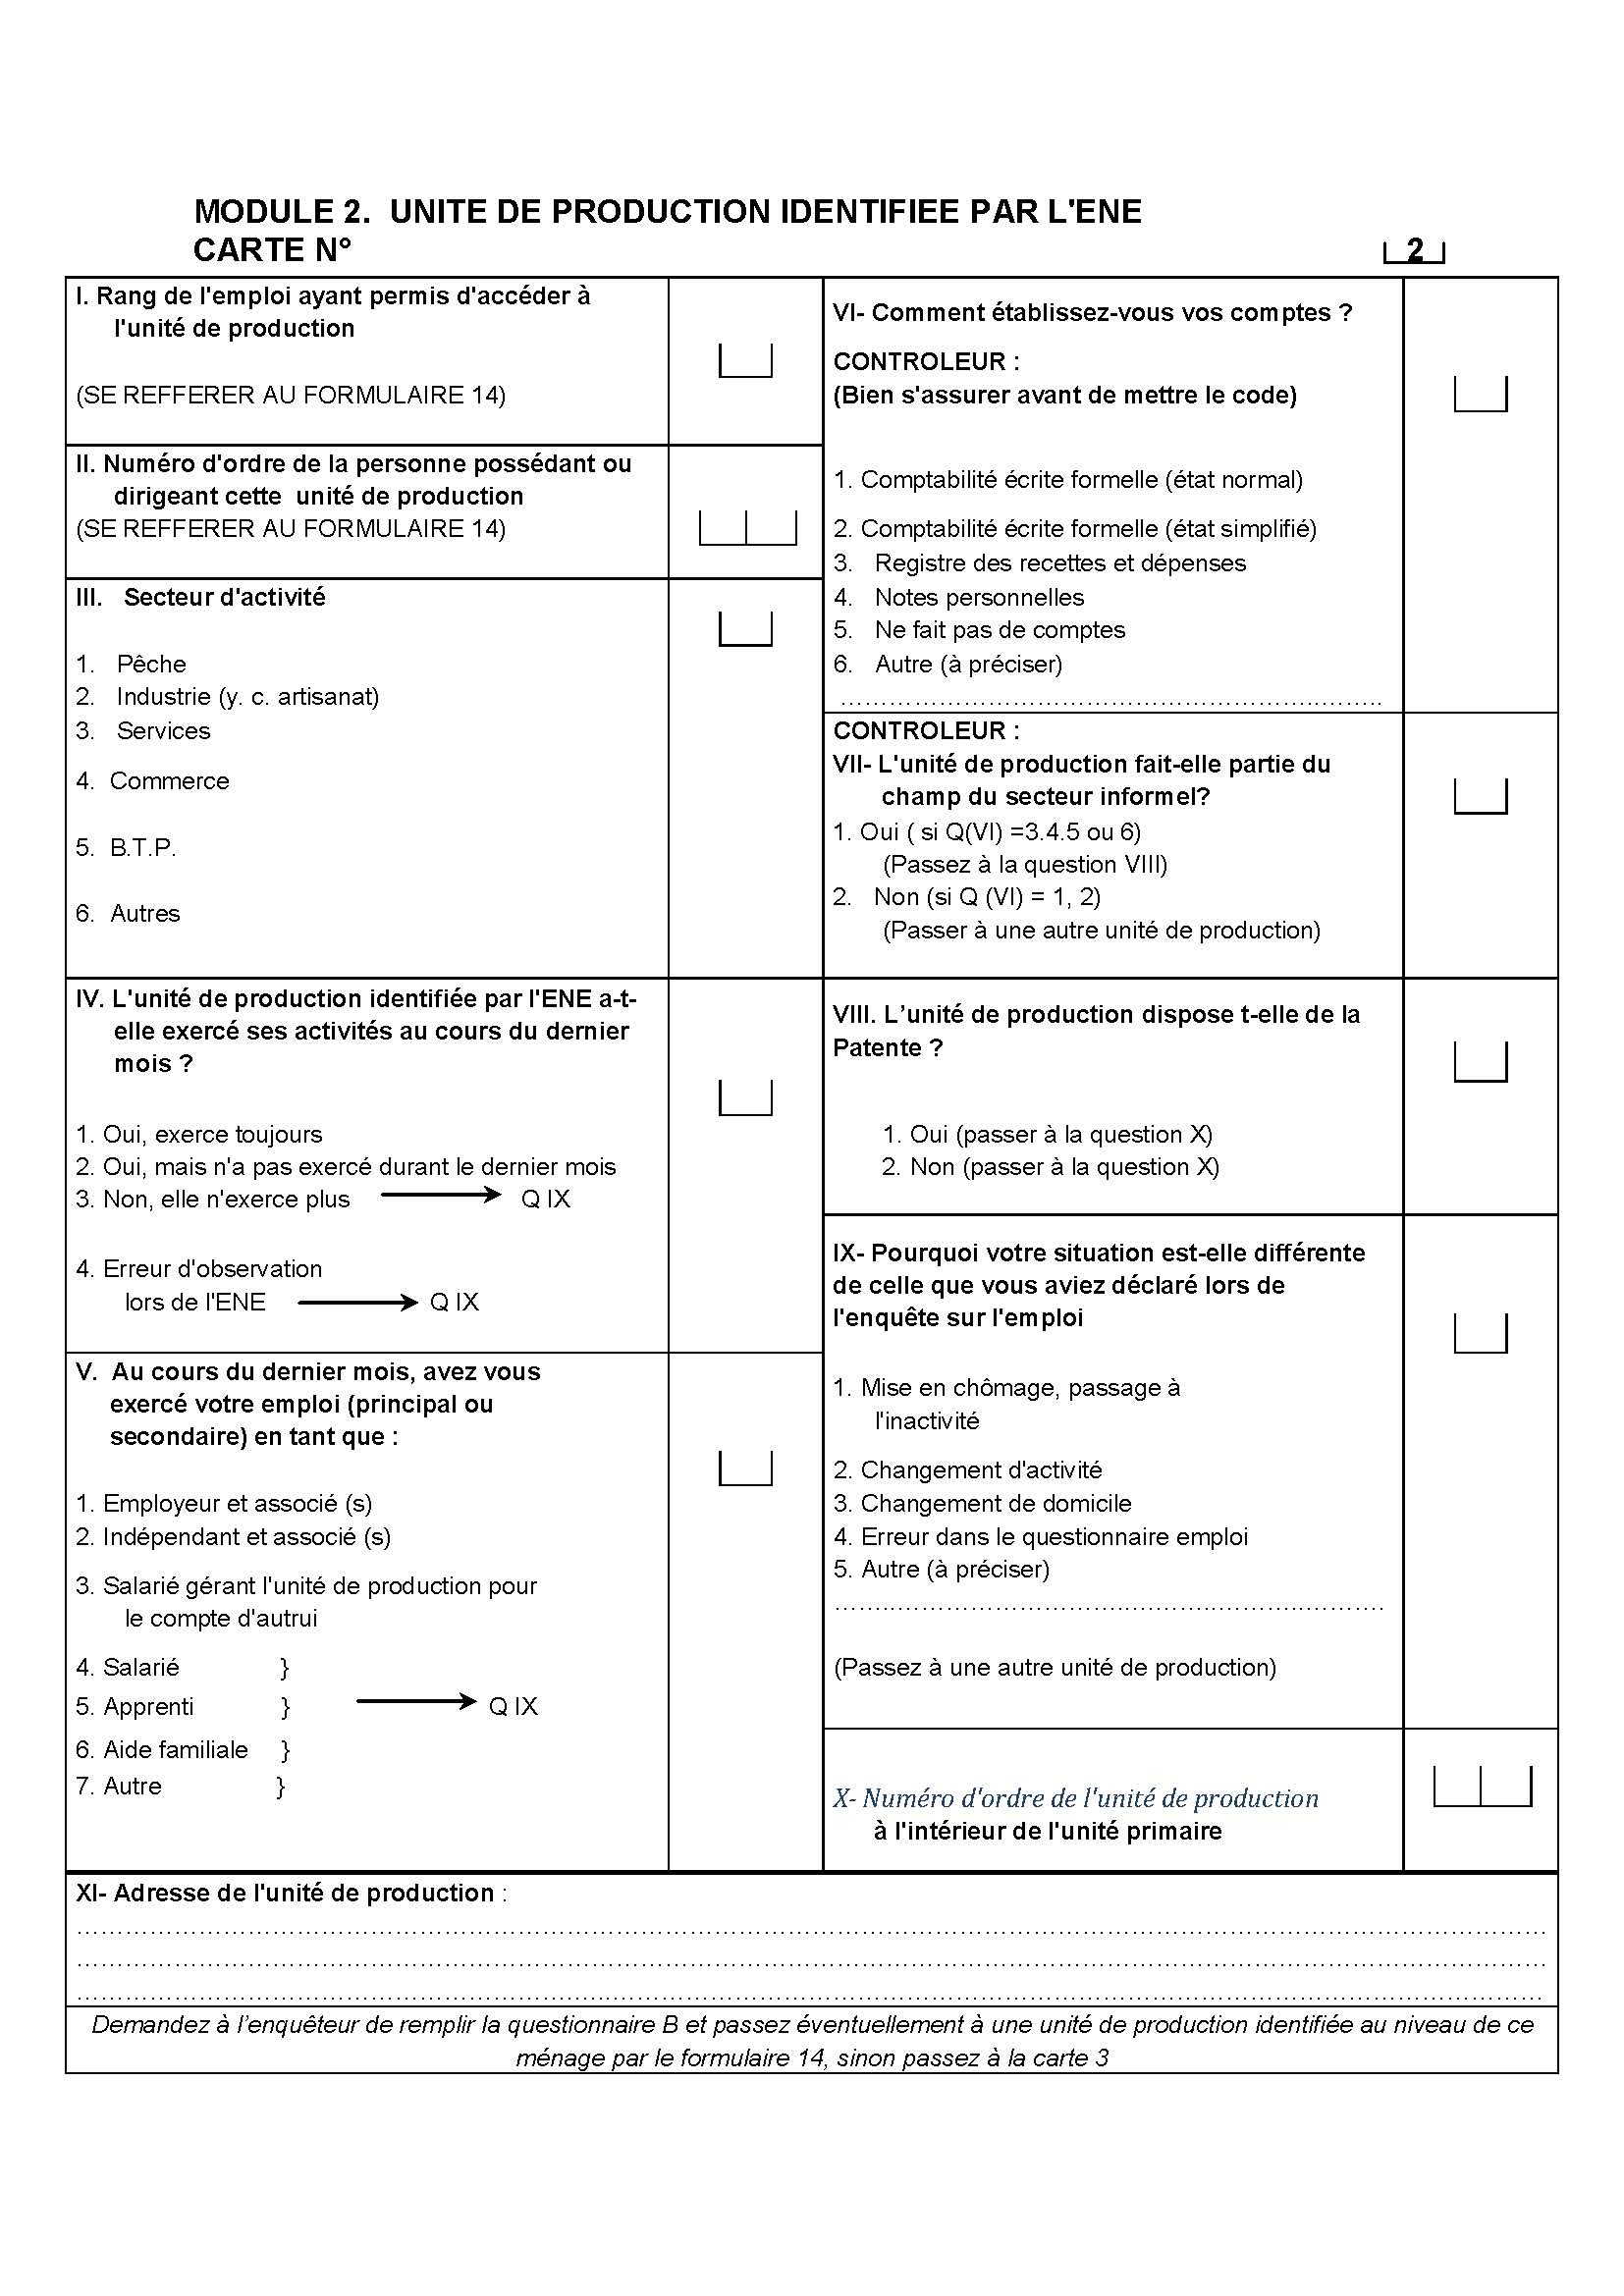 MODULE 2.  UNITE DE PRODUCTION IDENTIFIEE PAR L'ENE
CARTE N°
2
I. Rang de l'emploi ayant permis d'accéder à
l'unité de production
(SE REFFERER AU FORMULAIRE 14)
II. Numéro d'ordre de la personne possédant ou
dirigeant cette  unité de production
(SE REFFERER AU FORMULAIRE 14)
III.   Secteur d'activité
1.   Pêche
2.   Industrie (y. c. artisanat)
3.   Services
4.  Commerce
5.  B.T.P.
6.  Autres
IV. L'unité de production identifiée par l'ENE a-t-
elle exercé ses activités au cours du dernier
mois ?
1. Oui, exerce toujours
2. Oui, mais n'a pas exercé durant le dernier mois
3. Non, elle n'exerce plus → Q IX
4. Erreur d'observation
lors de l'ENE → Q IX
V.  Au cours du dernier mois, avez vous
exercé votre emploi (principal ou
secondaire) en tant que :
1. Employeur et associé (s)
2. Indépendant et associé (s)
3. Salarié gérant l'unité de production pour
le compte d'autrui
4. Salarié }
5. Apprenti } → Q IX
6. Aide familiale }
7. Autre }
VI- Comment établissez-vous vos comptes ?
CONTROLEUR :
(Bien s'assurer avant de mettre le code)
1. Comptabilité écrite formelle (état normal)
2. Comptabilité écrite formelle (état simplifié)
3.   Registre des recettes et dépenses
4.   Notes personnelles
5.   Ne fait pas de comptes
6.   Autre (à préciser)
……………………………………………………..……..
CONTROLEUR :
VII- L'unité de production fait-elle partie du
champ du secteur informel?
1. Oui ( si Q(VI) =3.4.5 ou 6)
(Passez à la question VIII)
2.   Non (si Q (VI) = 1, 2)
(Passer à une autre unité de production)
VIII. L’unité de production dispose t-elle de la
Patente ?
1. Oui (passer à la question X)
2. Non (passer à la question X)
IX- Pourquoi votre situation est-elle différente
de celle que vous aviez déclaré lors de
l'enquête sur l'emploi
1. Mise en chômage, passage à
l'inactivité
2. Changement d'activité
3. Changement de domicile
4. Erreur dans le questionnaire emploi
5. Autre (à préciser)
……..……………………………..………..………..……….
(Passez à une autre unité de production)
X- Numéro d'ordre de l'unité de production
à l'intérieur de l'unité primaire
XI- Adresse de l'unité de production :
………………………………………………………………………………………………………………………………
………………………………………………………………………………………………………………………………
………………………………………………………………………………………………………………………………
Demandez à l’enquêteur de remplir la questionnaire B et passez éventuellement à une unité de production identifiée au niveau de ce
ménage par le formulaire 14, sinon passez à la carte 3